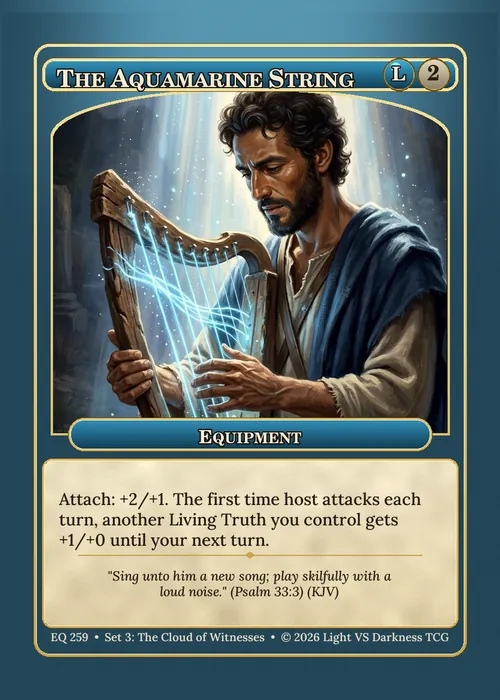 The Aquamarine String L 2
Equipment
Attach: +2/+1. The first time host attacks each
turn, another Living Truth you control gets
+1/+0 until your next turn.
"Sing unto him a new song; play skilfully with a
loud noise." (Psalm 33:3) (KJV)
EQ 259 • Set 3: The Cloud of Witnesses • © 2026 Light VS Darkness TCG